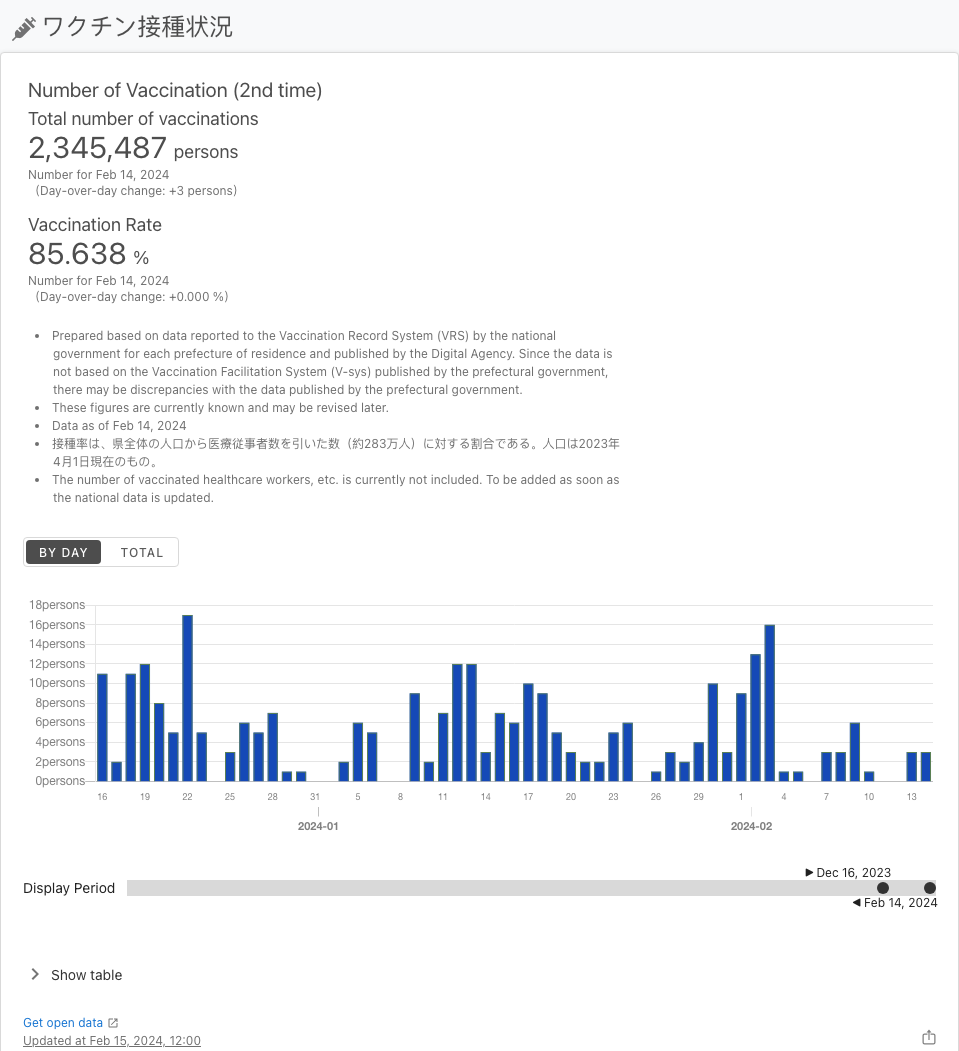 ワクチン接種状況
Number of Vaccination (2nd time)
Total number of vaccinations
2,345,487 persons
Number for Feb 14, 2024
(Day-over-day change: +3 persons)
Vaccination Rate
85.638 %
Number for Feb 14, 2024
(Day-over-day change: +0.000 %)
• Prepared based on data reported to the Vaccination Record System (VRS) by the national
government for each prefecture of residence and published by the Digital Agency. Since the data is
not based on the Vaccination Facilitation System (V-sys) published by the prefectural government,
there may be discrepancies with the data published by the prefectural government.
• These figures are currently known and may be revised later.
• Data as of Feb 14, 2024
• 接種率は、県全体の人口から医療従事者数を引いた数（約283万人）に対する割合である。人口は2023年
4月1日現在のもの。
• The number of vaccinated healthcare workers, etc. is currently not included. To be added as soon as
the national data is updated.
BY DAY TOTAL
18persons
16persons
14persons
12persons
10persons
8persons
6persons
4persons
2persons
0persons
16 19 22 25 28 31 5 8 11 14 17 20 23 26 29 1 4 7 10 13
2024-01 2024-02
▶ Dec 16, 2023
Display Period
◀ Feb 14, 2024
Show table
Get open data
Updated at Feb 15, 2024, 12:00